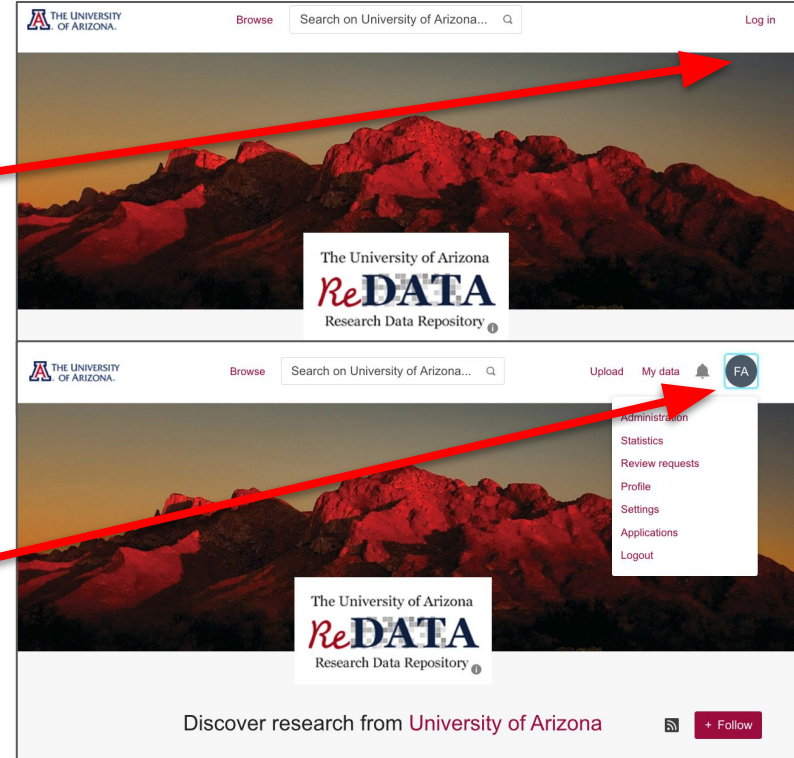 THE UNIVERSITY
OF ARIZONA.
Browse
Search on University of Arizona...
Log in
The University of Arizona
ReDATA
Research Data Repository
THE UNIVERSITY
OF ARIZONA.
Browse
Search on University of Arizona...
Upload
My data
FA
Administration
Statistics
Review requests
Profile
Settings
Applications
Logout
The University of Arizona
ReDATA
Research Data Repository
Discover research from University of Arizona
+ Follow